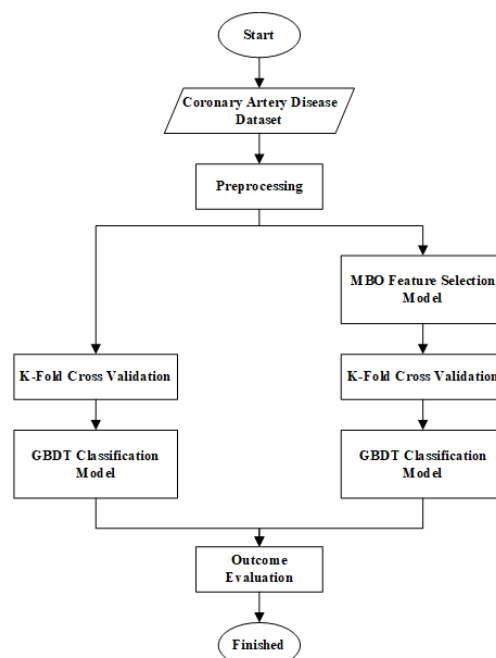 Start
Coronary Artery Disease
Dataset
Preprocessing
MBO Feature Selection
Model
K-Fold Cross Validation
K-Fold Cross Validation
GBDT Classification
Model
GBDT Classification
Model
Outcome
Evaluation
Finished